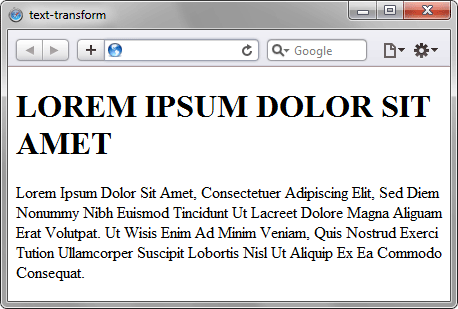 text-transform
Google
LOREM IPSUM DOLOR SIT
AMET
Lorem Ipsum Dolor Sit Amet, Consectetuer Adipiscing Elit, Sed Diem
Nonummy Nibh Euismod Tincidunt Ut Lacreet Dolore Magna Aliguam
Erat Volutpat. Ut Wisis Enim Ad Minim Veniam, Quis Nostrud Exerci
Tution Ullamcorper Suscipit Lobortis Nisl Ut Aliquip Ex Ea Commodo
Consequat.